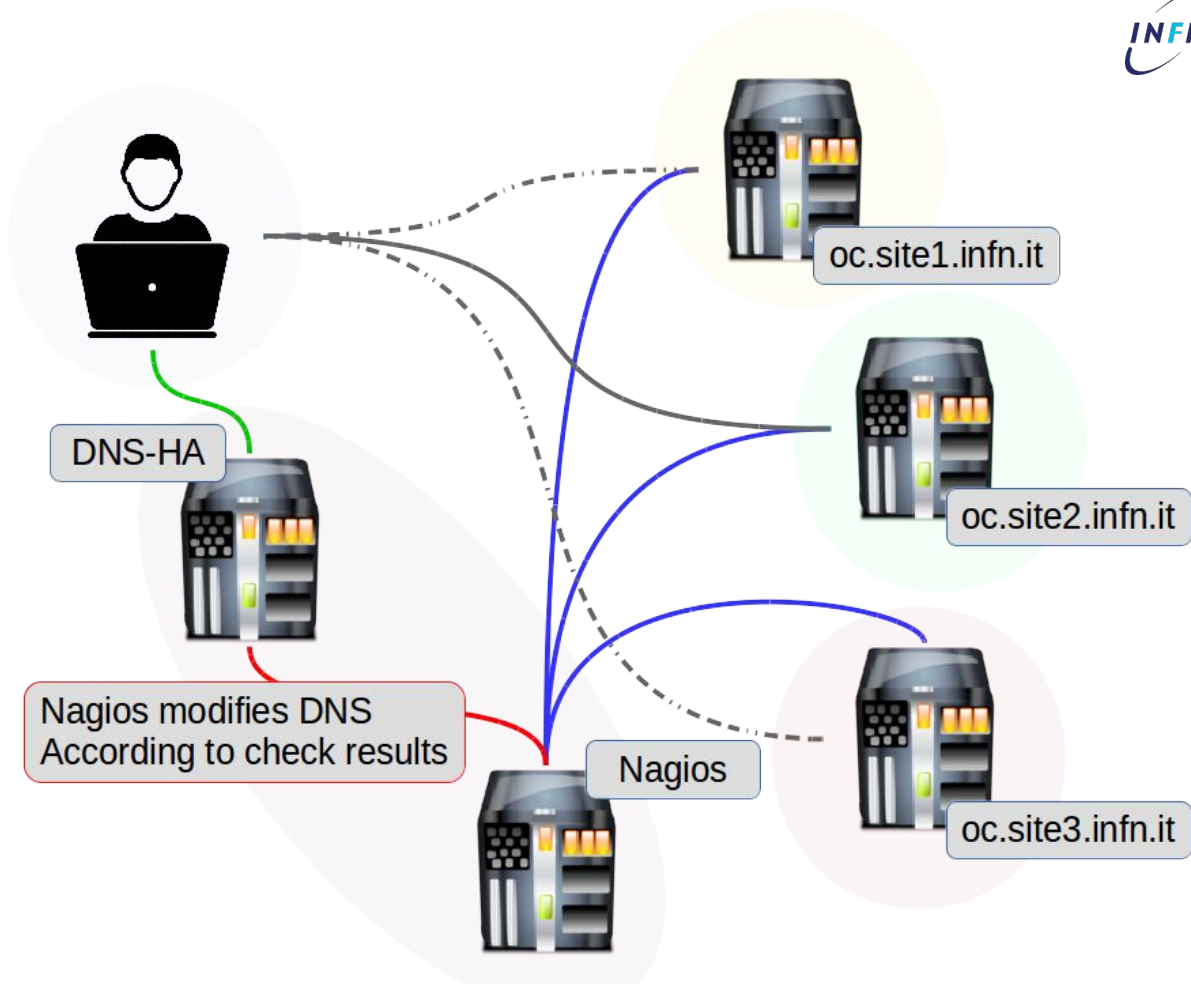 oc.site1.infn.it
DNS-HA
oc.site2.infn.it
Nagios modifies DNS
According to check results
Nagios
oc.site3.infn.it